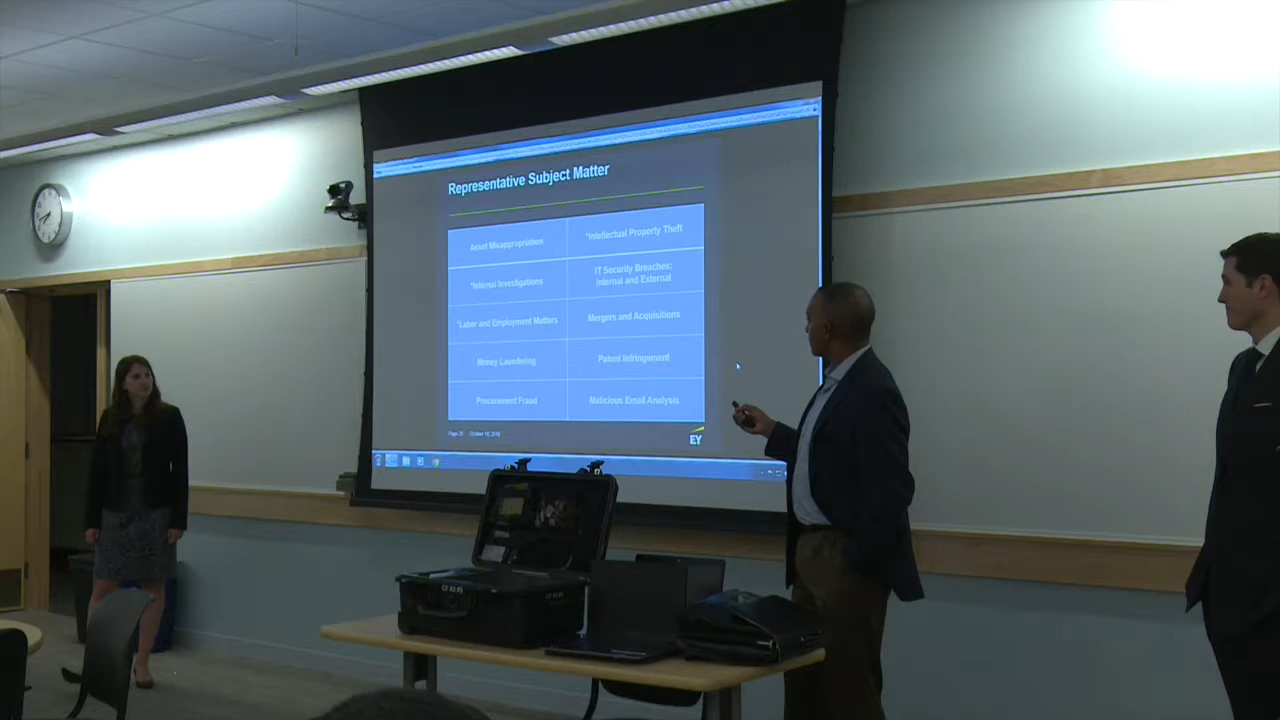 Representative Subject Matter
Asset Misappropriation
*Intellectual Property Theft
*Internal Investigations
IT Security Breaches:
Internal and External
*Labor and Employment Matters
Mergers and Acquisitions
Money Laundering
Patent Infringement
Procurement Fraud
Malicious Email Analysis
EY